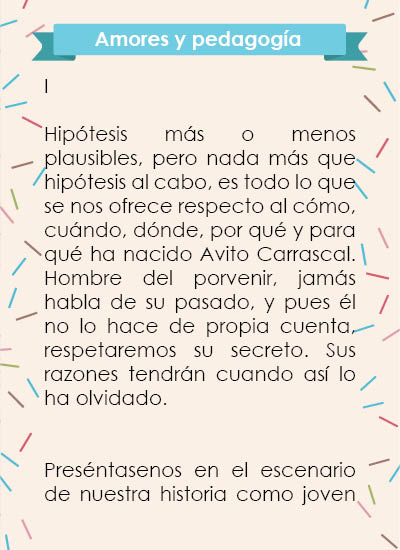 Amores y pedagogía
I
Hipótesis más o menos
plausibles, pero nada más que
hipótesis al cabo, es todo lo que
se nos ofrece respecto al cómo,
cuándo, dónde, por qué y para
qué ha nacido Avito Carrascal.
Hombre del porvenir, jamás
habla de su pasado, y pues él
no lo hace de propia cuenta,
respetaremos su secreto. Sus
razones tendrán cuando así lo
ha olvidado.
Preséntasenos en el escenario
de nuestra historia como joven